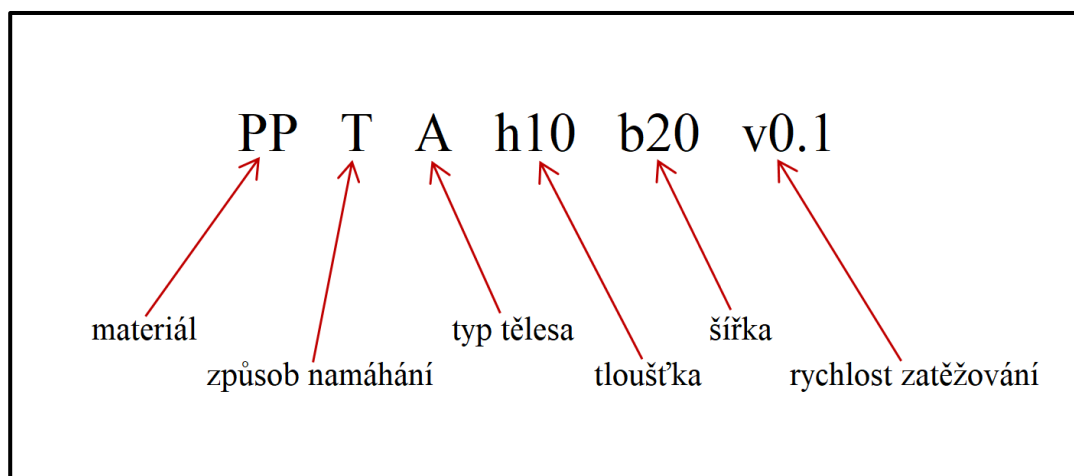 PP T A h10 b20 v0.1
materiál typ tělesa šířka
způsob namáhání tloušťka rychlost zatěžování